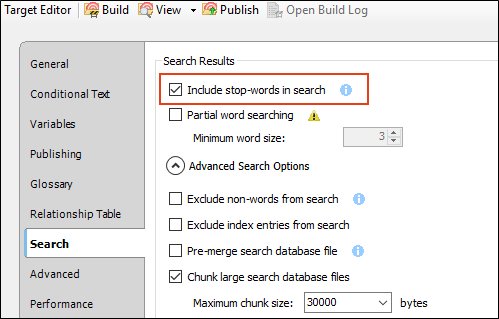 Target Editor Build View Publish Open Build Log
General
Conditional Text
Variables
Publishing
Glossary
Relationship Table
Search
Advanced
Performance
Search Results
Include stop-words in search
Partial word searching
Minimum word size: 3
Advanced Search Options
Exclude non-words from search
Exclude index entries from search
Pre-merge search database file
Chunk large search database files
Maximum chunk size: 30000 bytes